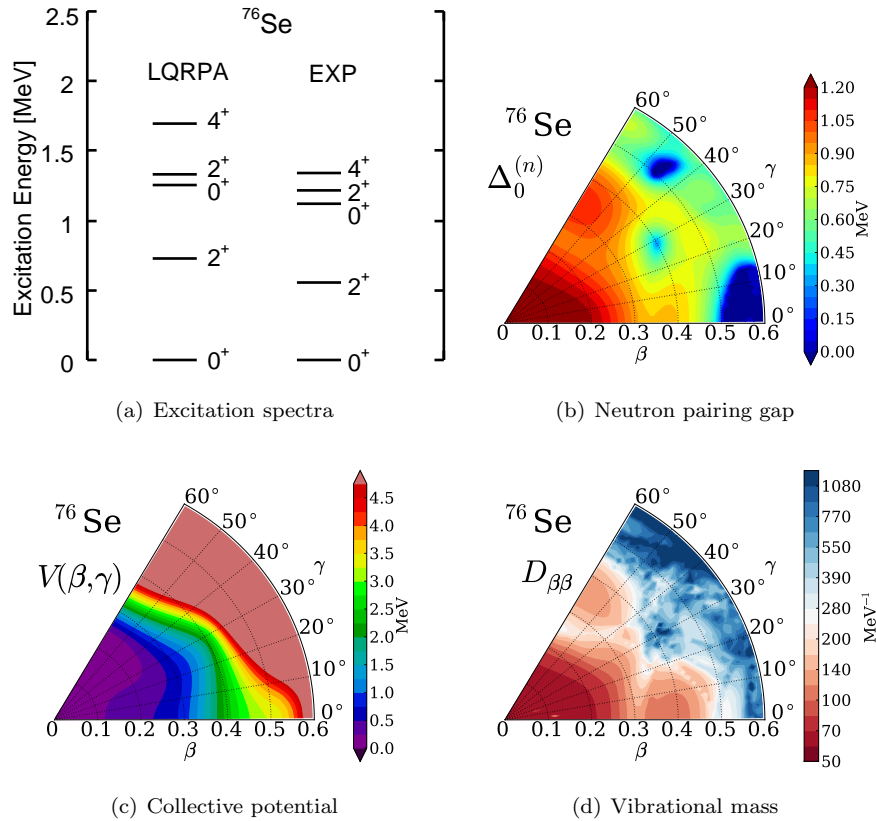 ⁷⁶Se
LQRPA
EXP
Excitation Energy [MeV]
2.5
2
1.5
1
0.5
0
4⁺
2⁺
0⁺
2⁺
0⁺
4⁺
2⁺
0⁺
2⁺
0⁺
(a) Excitation spectra
⁷⁶Se
Δ₀⁽ⁿ⁾
60°
50°
40°
γ
30°
20°
10°
0°
0 0.1 0.2 0.3 0.4 0.5 0.6
β
1.20
1.05
0.90
0.75
0.60
0.45
0.30
0.15
0.00
MeV
(b) Neutron pairing gap
⁷⁶Se
V(β,γ)
60°
50°
40°
γ
30°
20°
10°
0°
0 0.1 0.2 0.3 0.4 0.5 0.6
β
4.5
4.0
3.5
3.0
2.5
2.0
1.5
1.0
0.5
0.0
MeV
(c) Collective potential
⁷⁶Se
D_ββ
60°
50°
40°
γ
30°
20°
10°
0°
0 0.1 0.2 0.3 0.4 0.5 0.6
β
1080
770
550
390
280
200
140
100
70
50
MeV⁻¹
(d) Vibrational mass